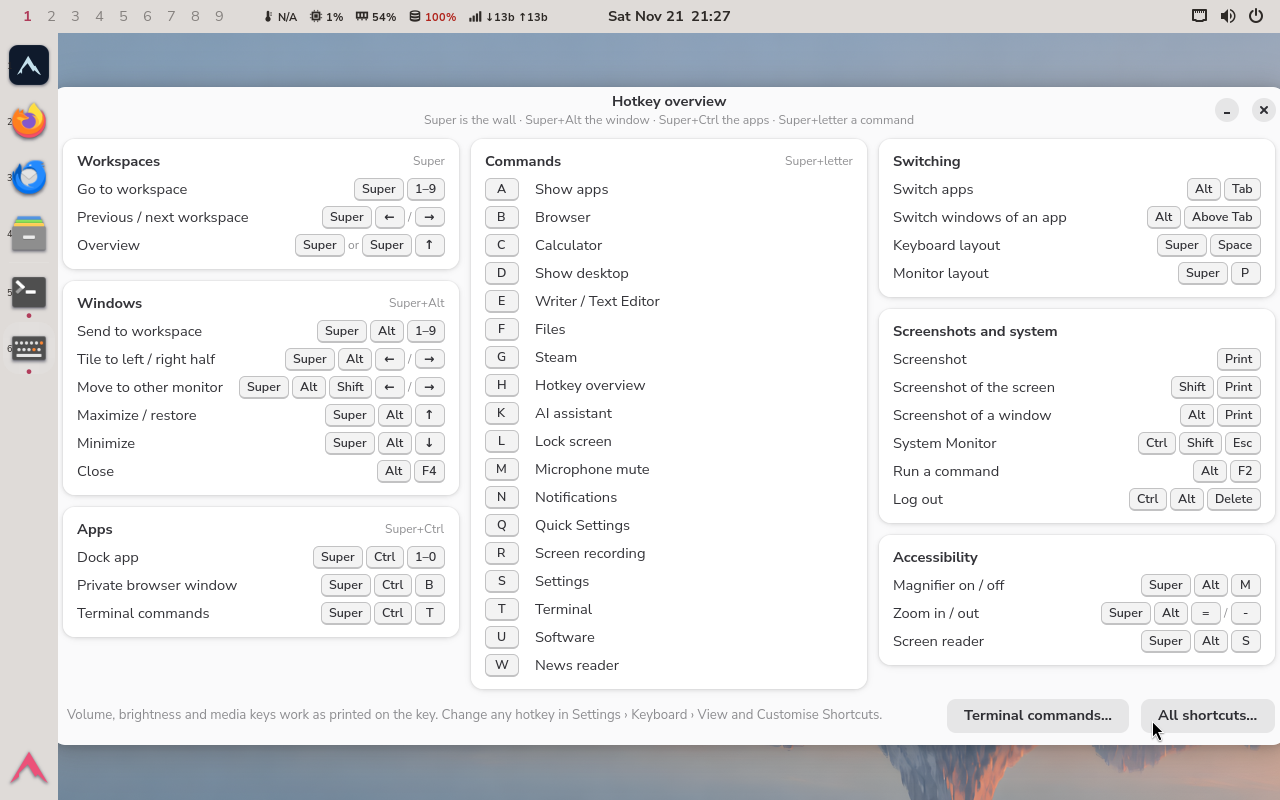 1 2 3 4 5 6 7 8 9 N/A 1% 54% 100% ↓13b ↑13b Sat Nov 21 21:27
Hotkey overview
Super is the wall · Super+Alt the window · Super+Ctrl the apps · Super+letter a command
Workspaces Super
Go to workspace Super 1–9
Previous / next workspace Super ← / →
Overview Super or Super ↑
Windows Super+Alt
Send to workspace Super Alt 1–9
Tile to left / right half Super Alt ← / →
Move to other monitor Super Alt Shift ← / →
Maximize / restore Super Alt ↑
Minimize Super Alt ↓
Close Alt F4
Apps Super+Ctrl
Dock app Super Ctrl 1–0
Private browser window Super Ctrl B
Terminal commands Super Ctrl T
Commands Super+letter
A Show apps
B Browser
C Calculator
D Show desktop
E Writer / Text Editor
F Files
G Steam
H Hotkey overview
K AI assistant
L Lock screen
M Microphone mute
N Notifications
Q Quick Settings
R Screen recording
S Settings
T Terminal
U Software
W News reader
Switching
Switch apps Alt Tab
Switch windows of an app Alt Above Tab
Keyboard layout Super Space
Monitor layout Super P
Screenshots and system
Screenshot Print
Screenshot of the screen Shift Print
Screenshot of a window Alt Print
System Monitor Ctrl Shift Esc
Run a command Alt F2
Log out Ctrl Alt Delete
Accessibility
Magnifier on / off Super Alt M
Zoom in / out Super Alt = / -
Screen reader Super Alt S
Volume, brightness and media keys work as printed on the key. Change any hotkey in Settings › Keyboard › View and Customise Shortcuts.
Terminal commands... All shortcuts...
2
3
4
5
6